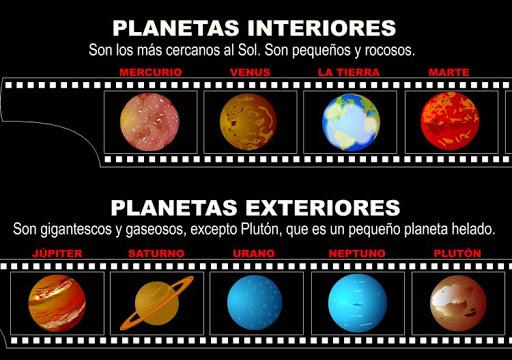 PLANETAS INTERIORES
Son los más cercanos al Sol. Son pequeños y rocosos.
MERCURIO VENUS LA TIERRA MARTE
PLANETAS EXTERIORES
Son gigantescos y gaseosos, excepto Plutón, que es un pequeño planeta helado.
JÚPITER SATURNO URANO NEPTUNO PLUTÓN